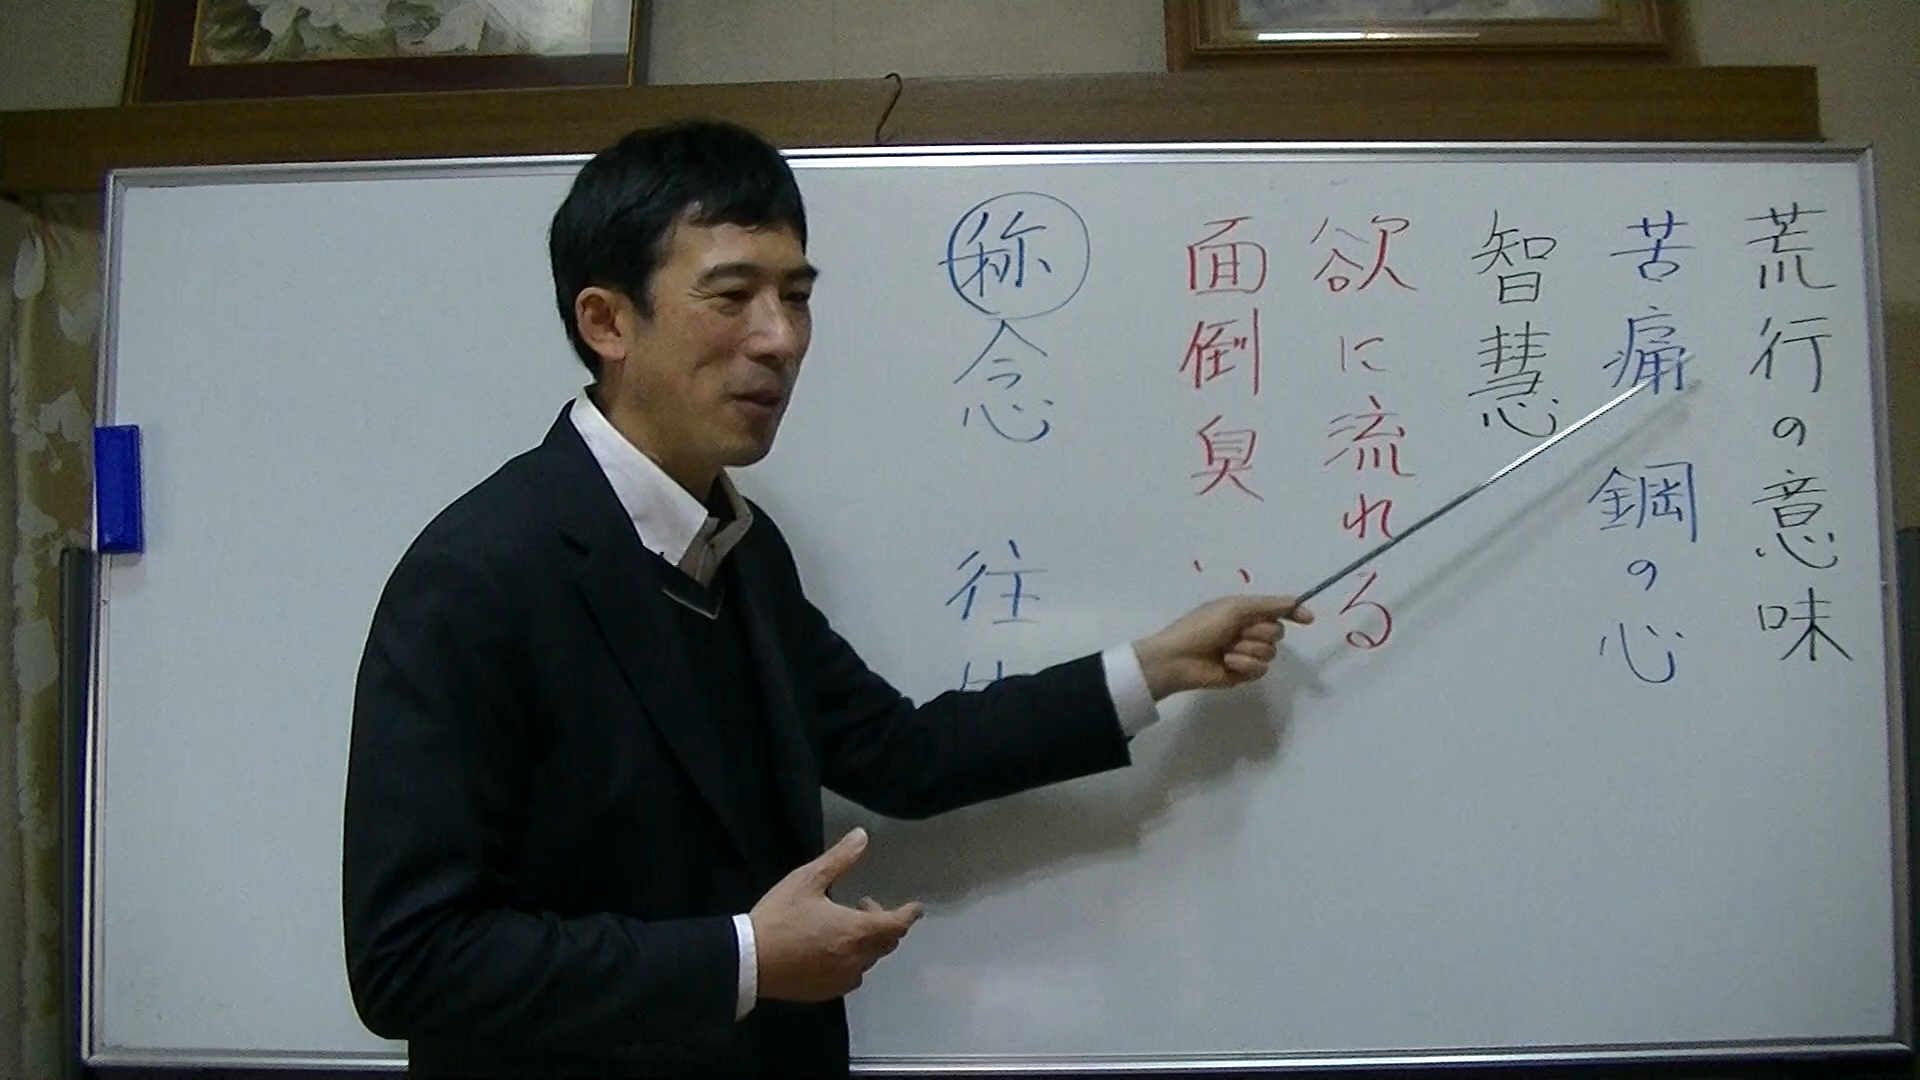 荒行の意味
苦痛 鋼の心
智慧
欲に流れる
面倒臭い
称念 往生